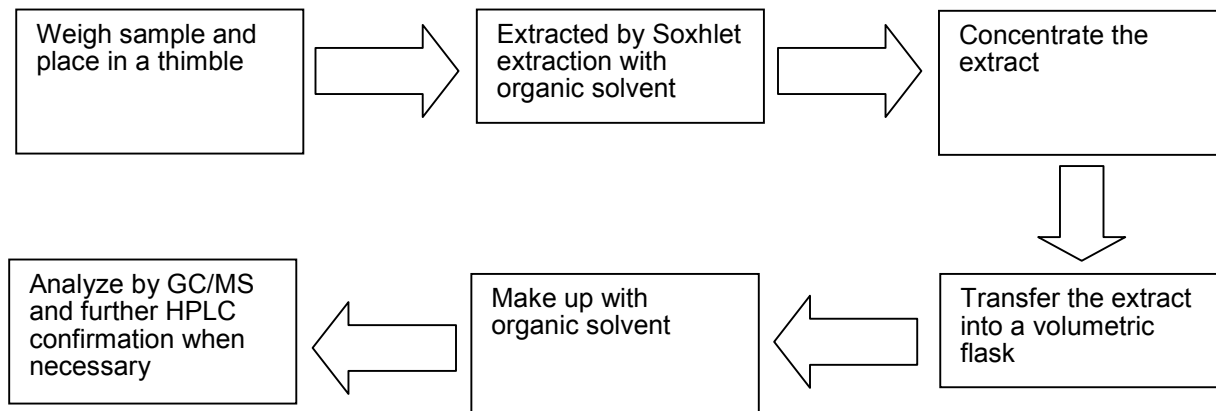 Weigh sample and
place in a thimble
Extracted by Soxhlet
extraction with
organic solvent
Concentrate the
extract
Transfer the extract
into a volumetric
flask
Make up with
organic solvent
Analyze by GC/MS
and further HPLC
confirmation when
necessary